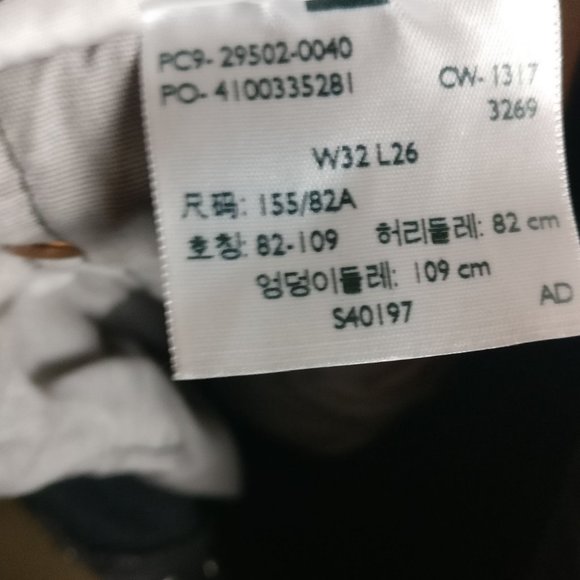 PC9- 29502-0040
PO- 4100335281
CW- 1317
3269
W32 L26
尺码: 155/82A
호칭: 82-109 허리둘레: 82 cm
엉덩이둘레: 109 cm
S40197
AD